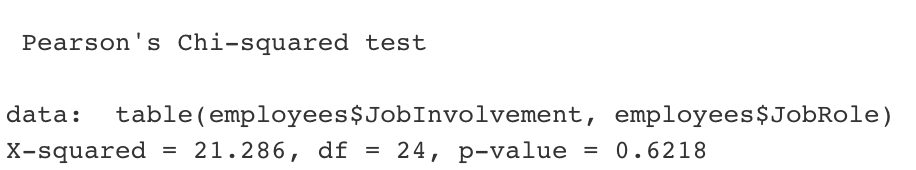 Pearson's Chi-squared test
data:  table(employees$JobInvolvement, employees$JobRole)
X-squared = 21.286, df = 24, p-value = 0.6218